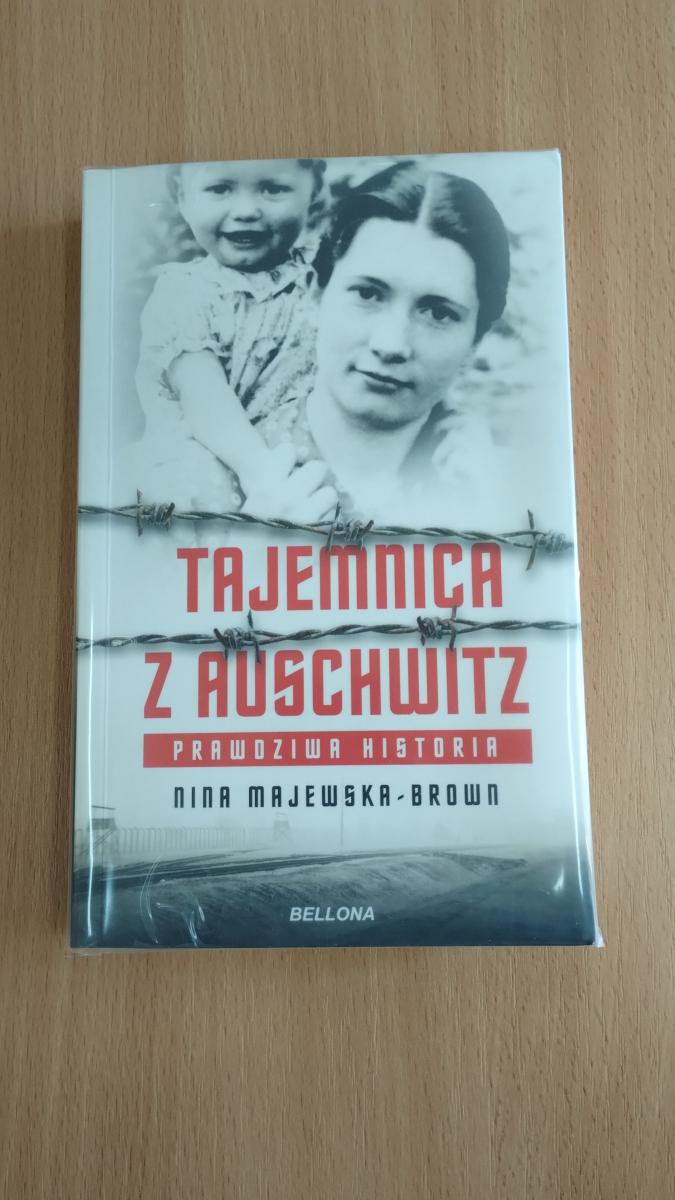 TAJEMNICA
Z AUSCHWITZ
PRAWDZIWA HISTORIA
NINA MAJEWSKA-BROWN
BELLONA